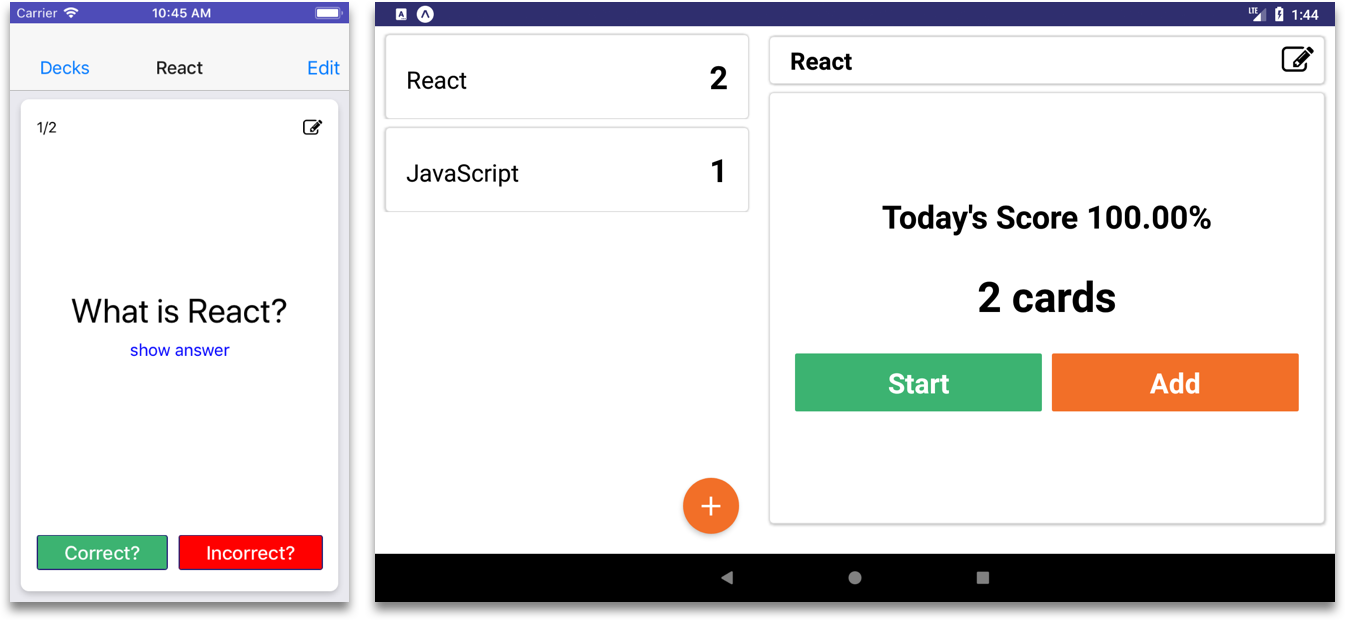 Carrier 10:45 AM
Decks React Edit
1/2
What is React?
show answer
Correct? Incorrect?
A LTE 1:44
React 2
JavaScript 1
+
React
Today's Score 100.00%
2 cards
Start Add